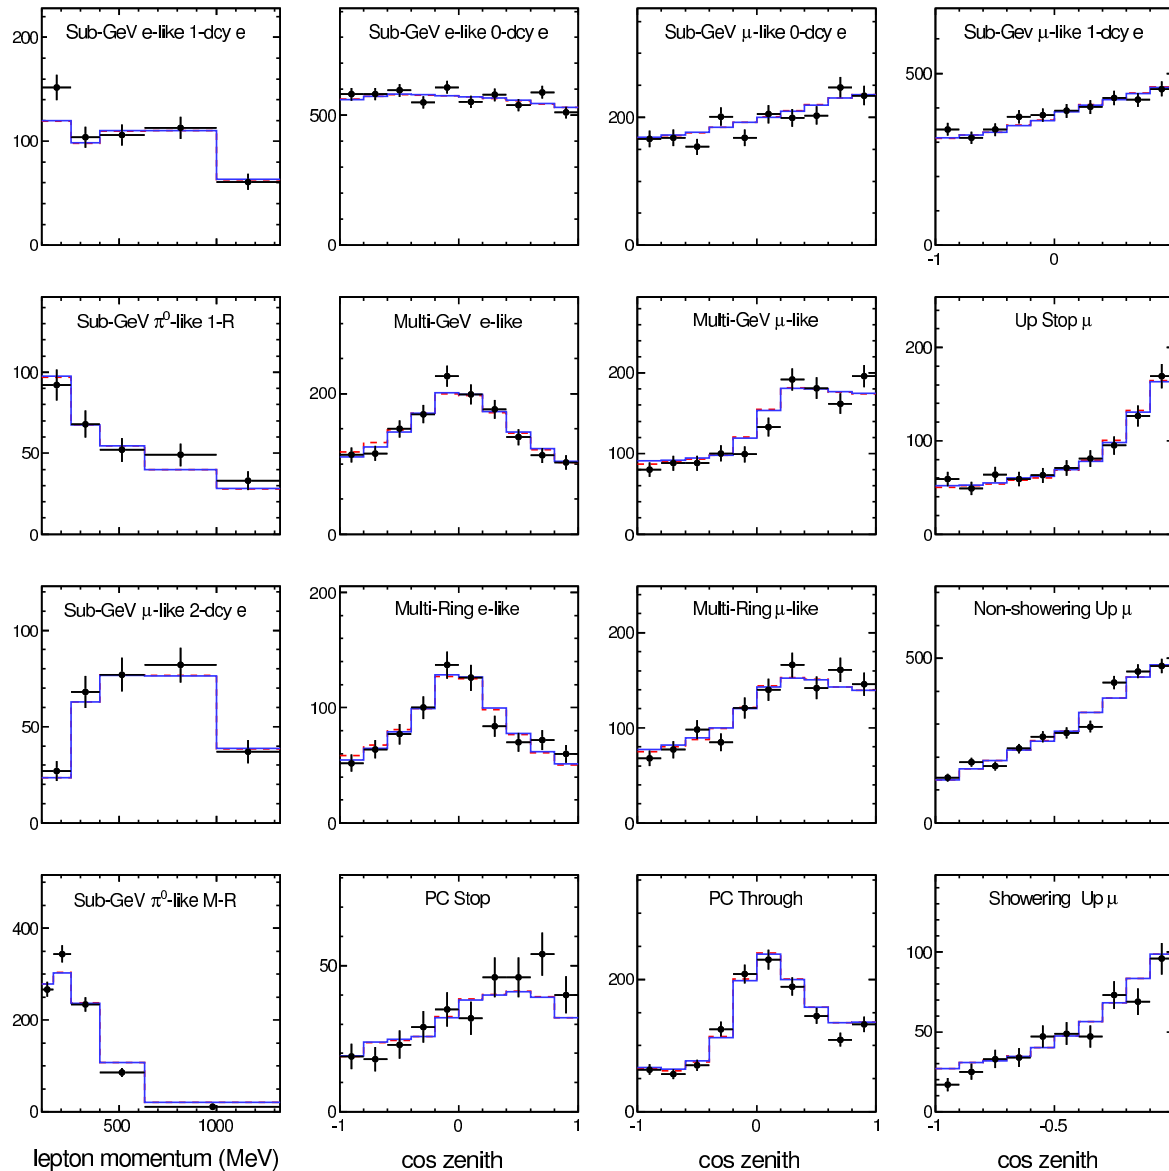 Sub-GeV e-like 1-dcy e
200
100
0
Sub-GeV e-like 0-dcy e
500
0
Sub-GeV μ-like 0-dcy e
200
0
Sub-Gev μ-like 1-dcy e
500
0
-1 0
Sub-GeV π⁰-like 1-R
100
50
0
Multi-GeV e-like
200
0
Multi-GeV μ-like
200
100
0
Up Stop μ
200
100
0
Sub-GeV μ-like 2-dcy e
100
50
0
Multi-Ring e-like
200
100
0
Multi-Ring μ-like
200
100
0
Non-showering Up μ
500
0
Sub-GeV π⁰-like M-R
400
200
0
500 1000
lepton momentum (MeV)
PC Stop
50
0
-1 0 1
cos zenith
PC Through
200
0
-1 0 1
cos zenith
Showering Up μ
100
50
0
-1 -0.5
cos zenith